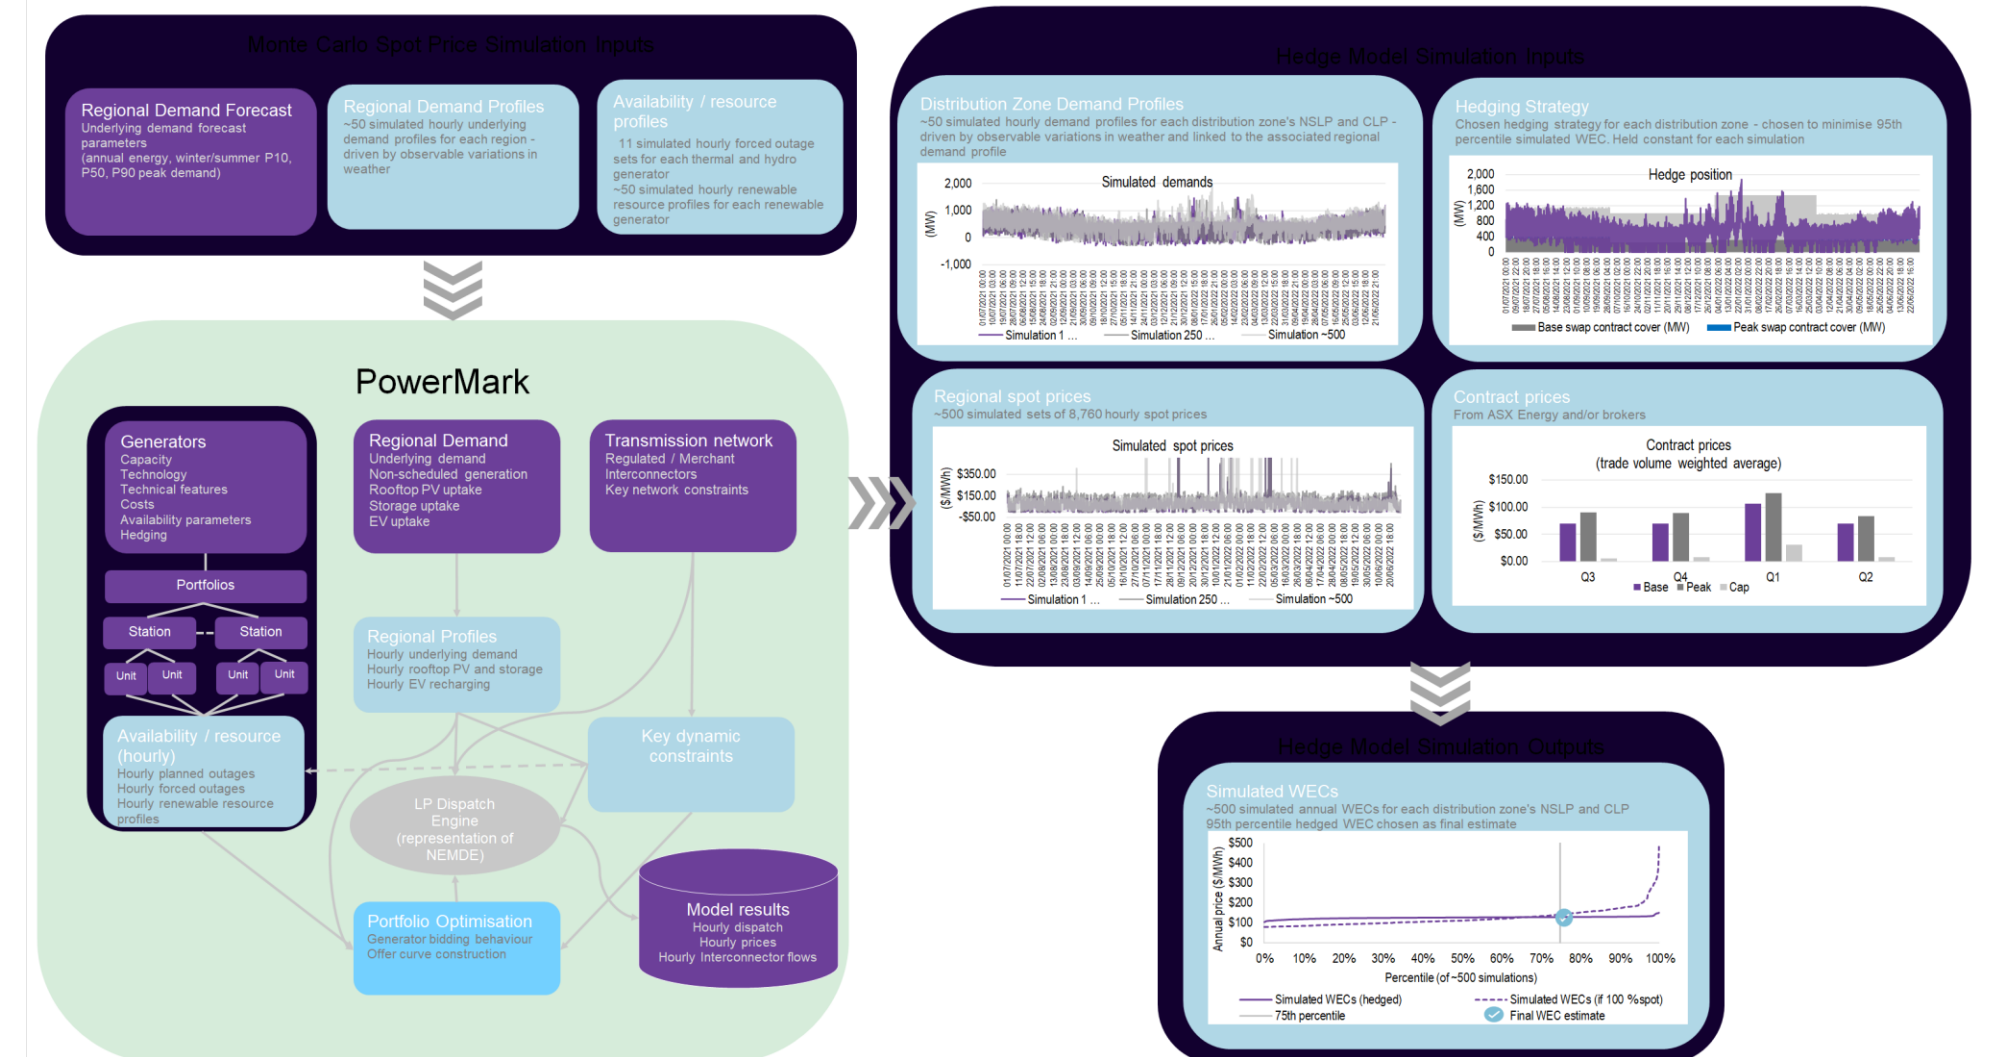 Monte Carlo Spot Price Simulation Inputs
Regional Demand Forecast
Underlying demand forecast
parameters
(annual energy, winter/summer P10,
P50, P90 peak demand)
Regional Demand Profiles
~50 simulated hourly underlying
demand profiles for each region -
driven by observable variations in
weather
Availability / resource
profiles
11 simulated hourly forced outage
sets for each thermal and hydro
generator
~50 simulated hourly renewable
resource profiles for each renewable
generator
PowerMark
Generators
Capacity
Technology
Technical features
Costs
Availability parameters
Hedging
Portfolios
Station
Station
Unit
Unit
Unit
Unit
Availability / resource
(hourly)
Hourly planned outages
Hourly forced outages
Hourly renewable resource
profiles
Regional Demand
Underlying demand
Non-scheduled generation
Rooftop PV uptake
Storage uptake
EV uptake
Transmission network
Regulated / Merchant
Interconnectors
Key network constraints
Regional Profiles
Hourly underlying demand
Hourly rooftop PV and storage
Hourly EV recharging
Key dynamic
constraints
LP Dispatch
Engine
(representation of
NEMDE)
Portfolio Optimisation
Generator bidding behaviour
Offer curve construction
Model results
Hourly dispatch
Hourly prices
Hourly Interconnector flows
Hedge Model Simulation Inputs
Distribution Zone Demand Profiles
~50 simulated hourly demand profiles for each distribution zone's NSLP and CLP -
driven by observable variations in weather and linked to the associated regional
demand profile
Simulated demands
(MW)
2,000
1,000
0
-1,000
Simulation 1 ...
Simulation 250 ...
Simulation ~500
Hedging Strategy
Chosen hedging strategy for each distribution zone - chosen to minimise 95th
percentile simulated WEC. Held constant for each simulation
Hedge position
(MW)
2,000
1,600
1,200
800
400
0
Base swap contract cover (MW)
Peak swap contract cover (MW)
Regional spot prices
~500 simulated sets of 8,760 hourly spot prices
Simulated spot prices
($/MWh)
$350.00
$150.00
-$50.00
Simulation 1 ...
Simulation 250 ...
Simulation ~500
Contract prices
From ASX Energy and/or brokers
Contract prices
(trade volume weighted average)
($/MWh)
$150.00
$100.00
$50.00
$0.00
Q3
Q4
Q1
Q2
Base
Peak
Cap
Hedge Model Simulation Outputs
Simulated WECs
~500 simulated annual WECs for each distribution zone's NSLP and CLP
95th percentile hedged WEC chosen as final estimate
Annual price ($/MWh)
$500
$400
$300
$200
$100
$0
0% 10% 20% 30% 40% 50% 60% 70% 80% 90% 100%
Percentile (of ~500 simulations)
Simulated WECs (hedged)
Simulated WECs (if 100 %spot)
75th percentile
Final WEC estimate